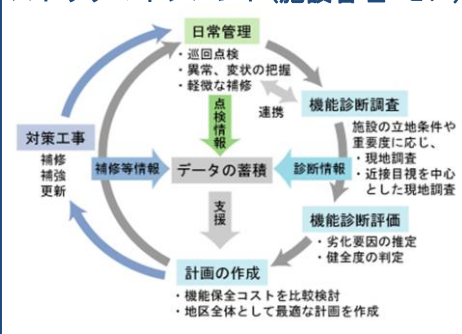 日常管理
・巡回点検
・異常、変状の把握
・軽微な補修
点検情報
連携
機能診断調査
施設の立地条件や
重要度に応じ、
・現地調査
・近接目視を中心
とした現地調査
対策工事
補修
補強
更新
補修等情報
データの蓄積
診断情報
支援
機能診断評価
・劣化要因の推定
・健全度の判定
計画の作成
・機能保全コストを比較検討
・地区全体として最適な計画を作成